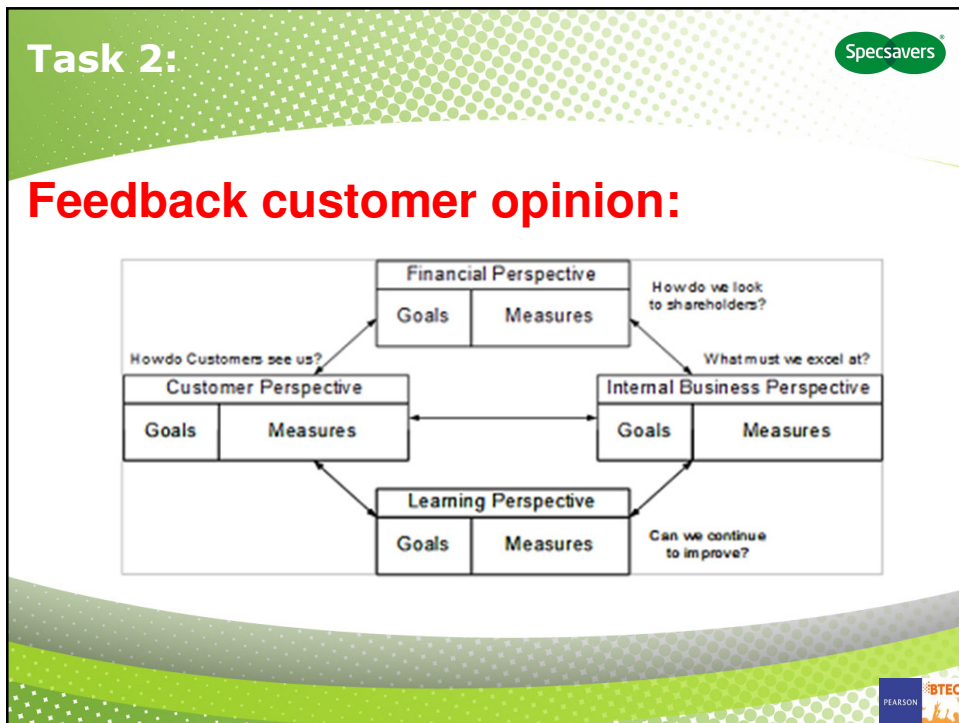 Task 2:
Specsavers
Feedback customer opinion:
Financial Perspective
Goals
Measures
How do we look
to shareholders?
How do Customers see us?
What must we excel at?
Customer Perspective
Goals
Measures
Internal Business Perspective
Goals
Measures
Learning Perspective
Goals
Measures
Can we continue
to improve?
PEARSON
BTEC